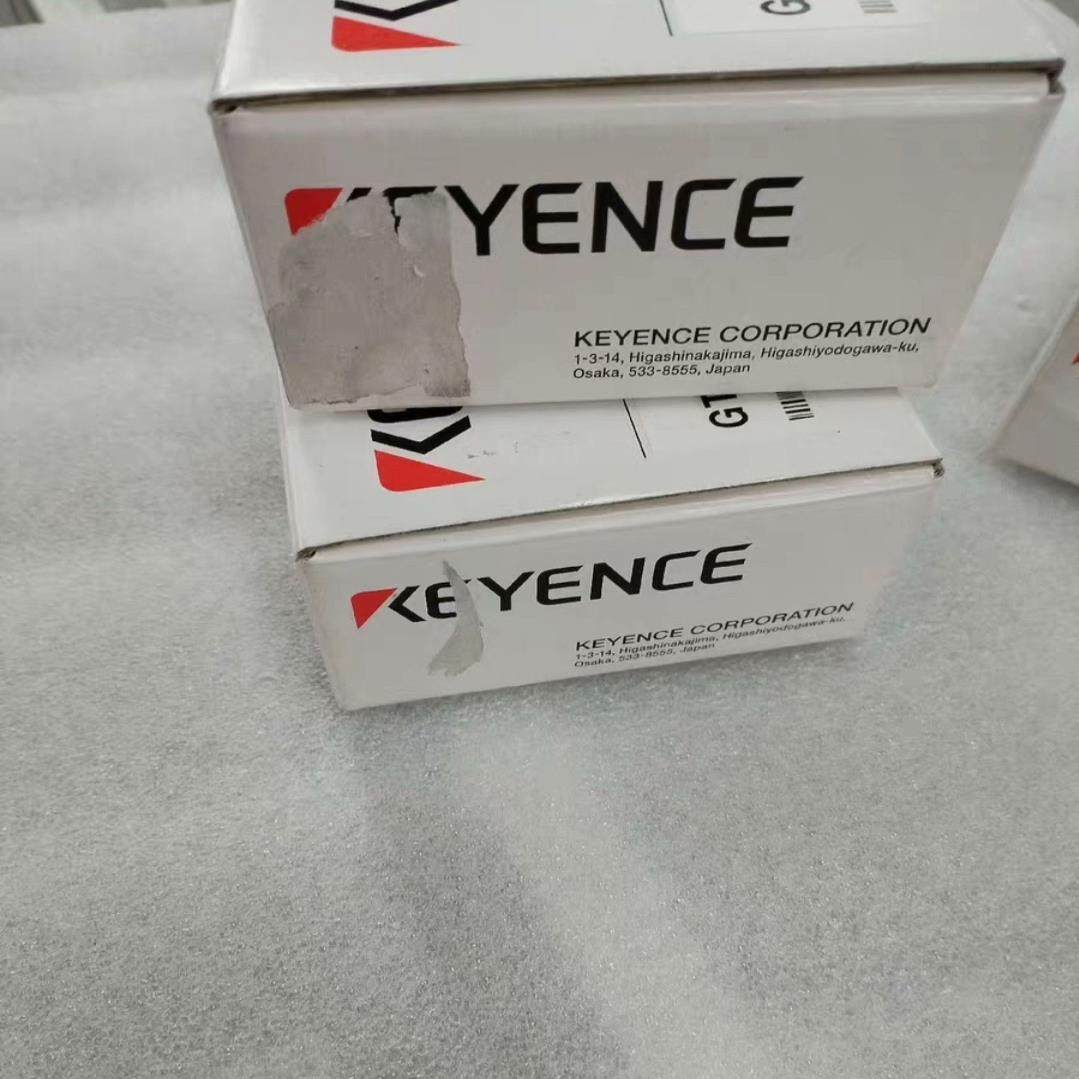 G
KEYENCE
KEYENCE CORPORATION
1-3-14, Higashinakajima, Higashiyodogawa-ku,
Osaka, 533-8555, Japan
GT
KEYENCE
KEYENCE CORPORATION
1-3-14, Higashinakajima, Higashiyodogawa-ku,
Osaka, 533-8555, Japan